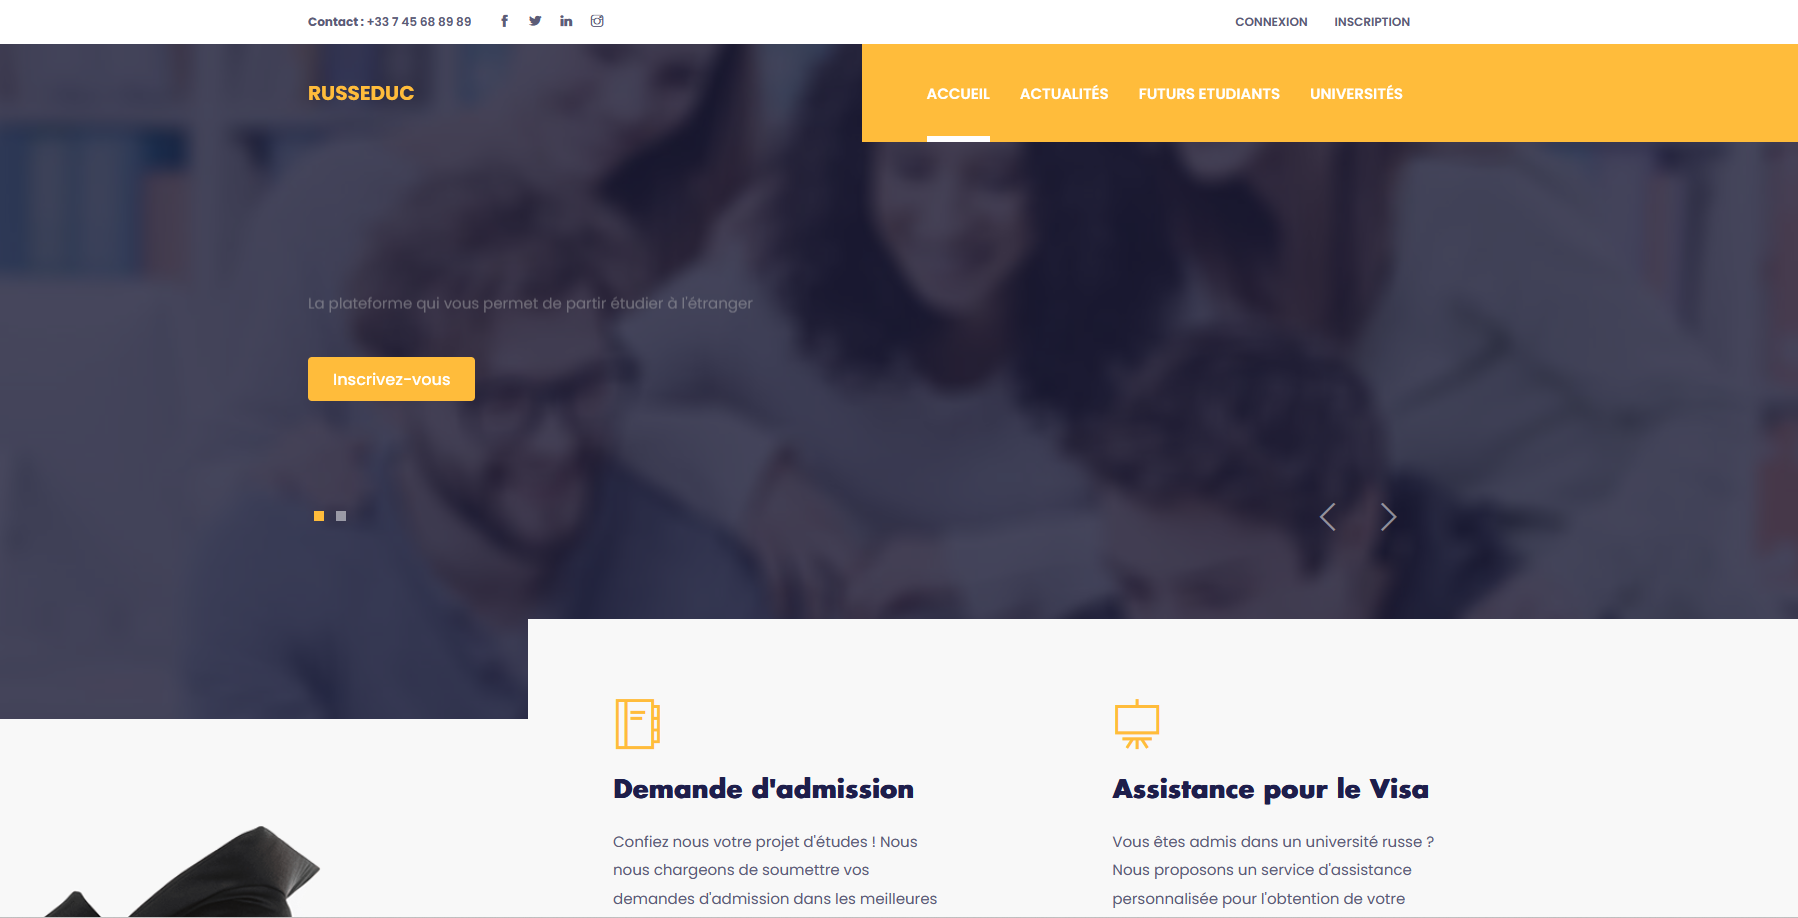 Contact : +33 7 45 68 89 89
CONNEXION INSCRIPTION
RUSSEDUC
ACCUEIL ACTUALITÉS FUTURS ETUDIANTS UNIVERSITÉS
La plateforme qui vous permet de partir étudier à l'étranger
Inscrivez-vous
Demande d'admission
Confiez nous votre projet d'études ! Nous
nous chargeons de soumettre vos
demandes d'admission dans les meilleures
Assistance pour le Visa
Vous êtes admis dans un université russe ?
Nous proposons un service d'assistance
personnalisée pour l'obtention de votre